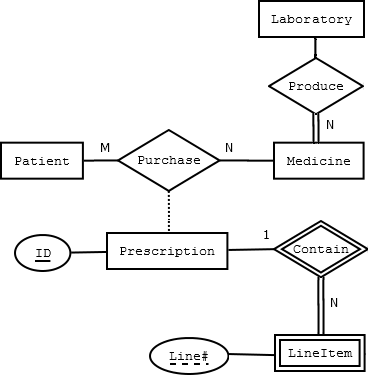 Laboratory
Produce
N
Patient
M
Purchase
N
Medicine
ID
Prescription
1
Contain
N
Line#
LineItem